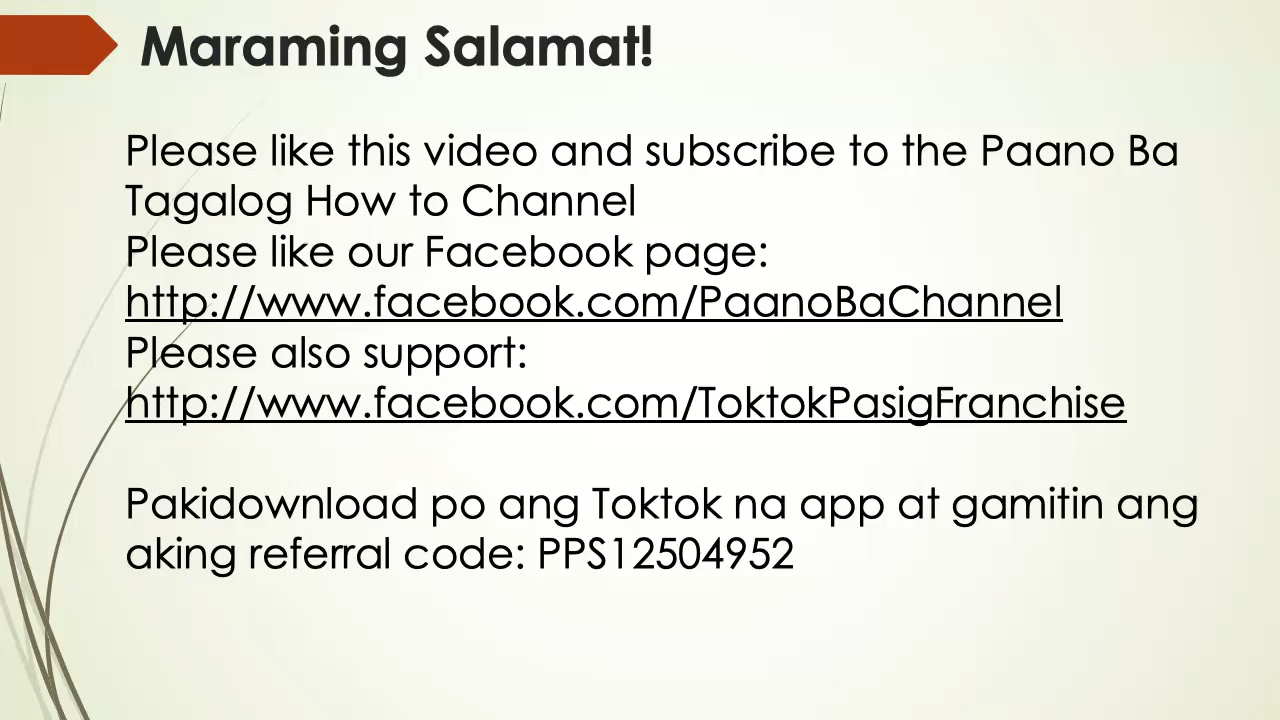 Maraming Salamat!
Please like this video and subscribe to the Paano Ba
Tagalog How to Channel
Please like our Facebook page:
http://www.facebook.com/PaanoBaChannel
Please also support:
http://www.facebook.com/ToktokPasigFranchise
Pakidownload po ang Toktok na app at gamitin ang
aking referral code: PPS12504952